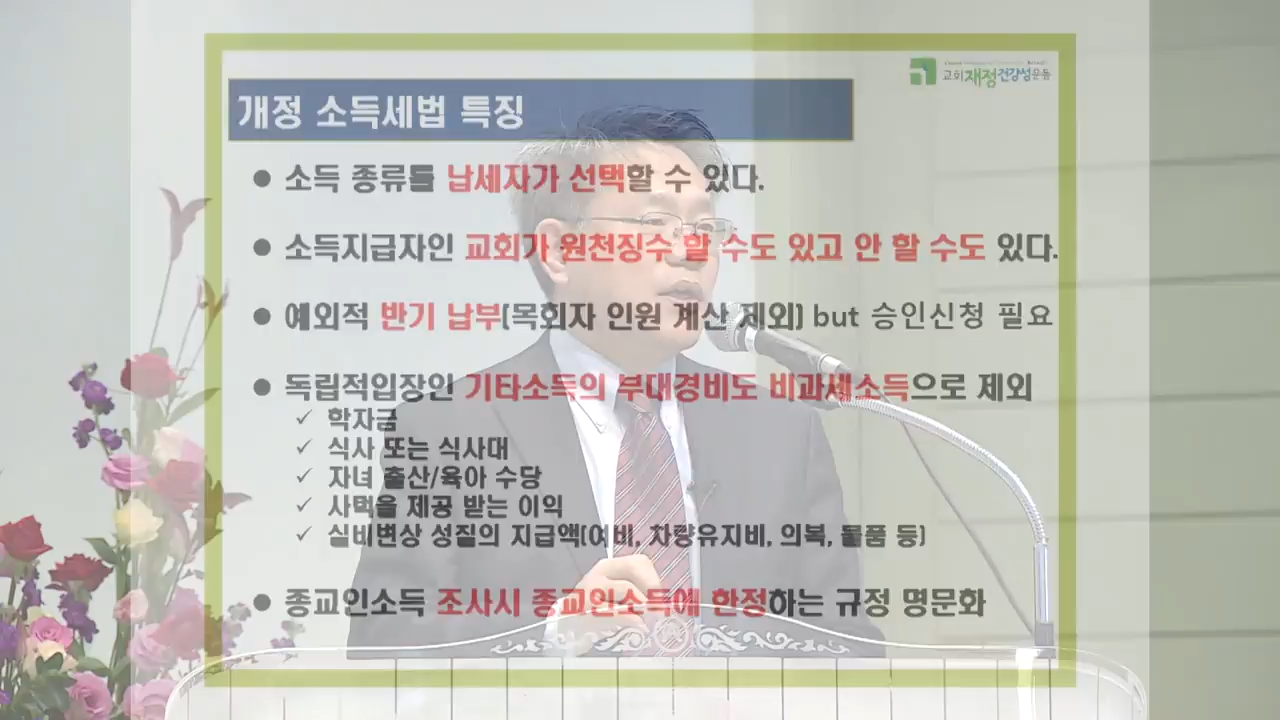 교회재정건강성운동
개정 소득세법 특징
● 소득 종류를 납세자가 선택할 수 있다.
● 소득지급자인 교회가 원천징수 할 수도 있고 안 할 수도 있다.
● 예외적 반기 납부(목회자 인원 계산 제외) but 승인신청 필요
● 독립적입장인 기타소득의 부대경비도 비과세소득으로 제외
✓ 학자금
✓ 식사 또는 식사대
✓ 자녀 출산/육아 수당
✓ 사택을 제공 받는 이익
✓ 실비변상 성질의 지급액(여비, 차량유지비, 의복, 물품 등)
● 종교인소득 조사시 종교인소득에 한정하는 규정 명문화